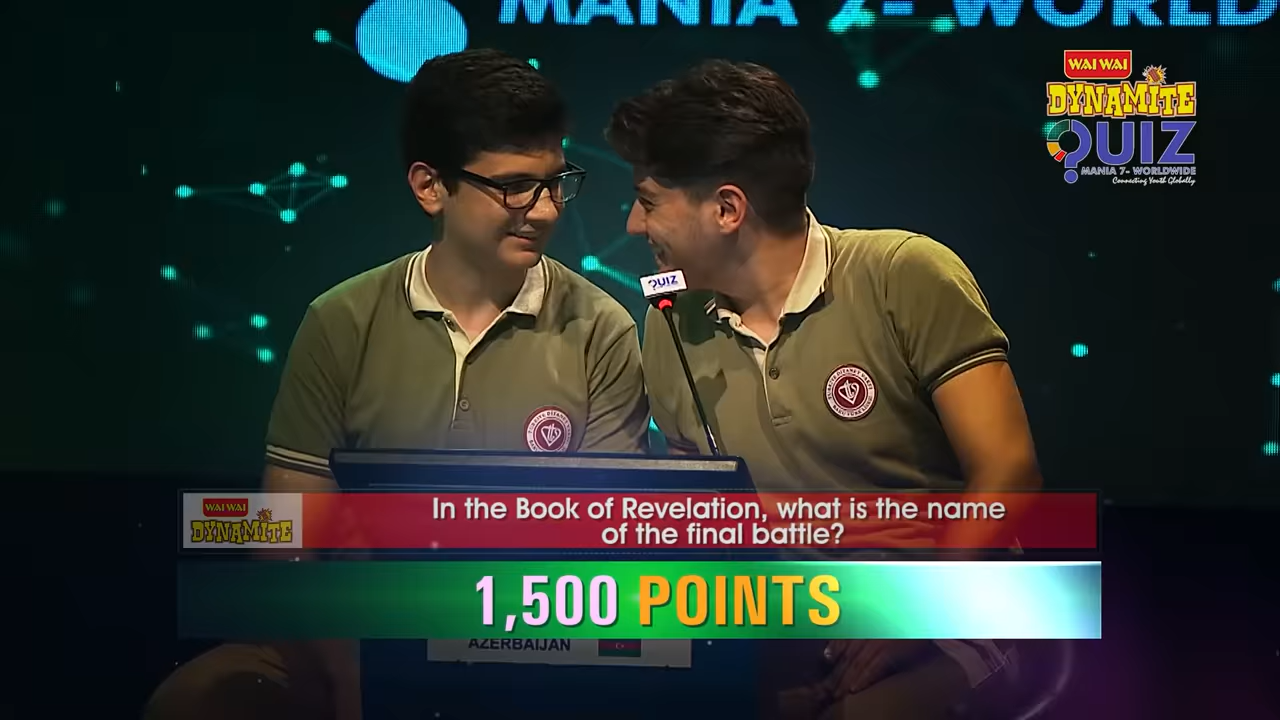 MANIA 7- WORLD
WAI WAI
DYNAMITE
QUIZ
MANIA 7- WORLDWIDE
Connecting Youth Globally
QUIZ
WAI WAI
DYNAMITE
In the Book of Revelation, what is the name
of the final battle?
1,500 POINTS
AZERBAIJAN